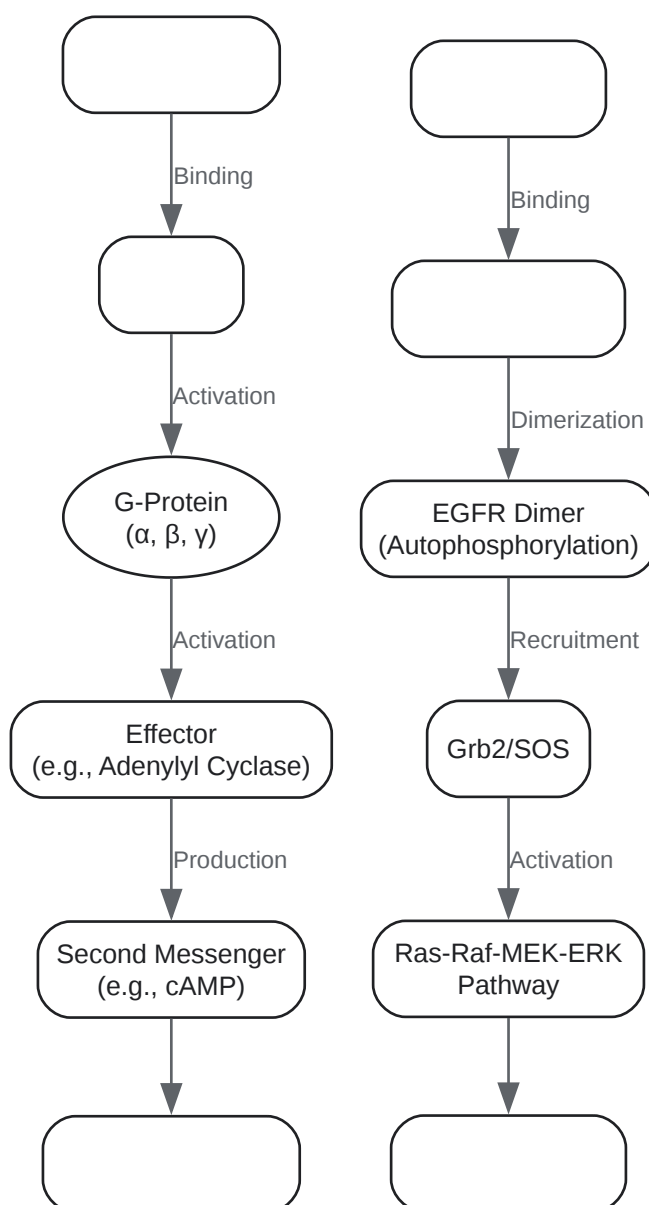 Binding
Activation
G-Protein
(α, β, γ)
Activation
Effector
(e.g., Adenylyl Cyclase)
Production
Second Messenger
(e.g., cAMP)
Binding
Dimerization
EGFR Dimer
(Autophosphorylation)
Recruitment
Grb2/SOS
Activation
Ras-Raf-MEK-ERK
Pathway